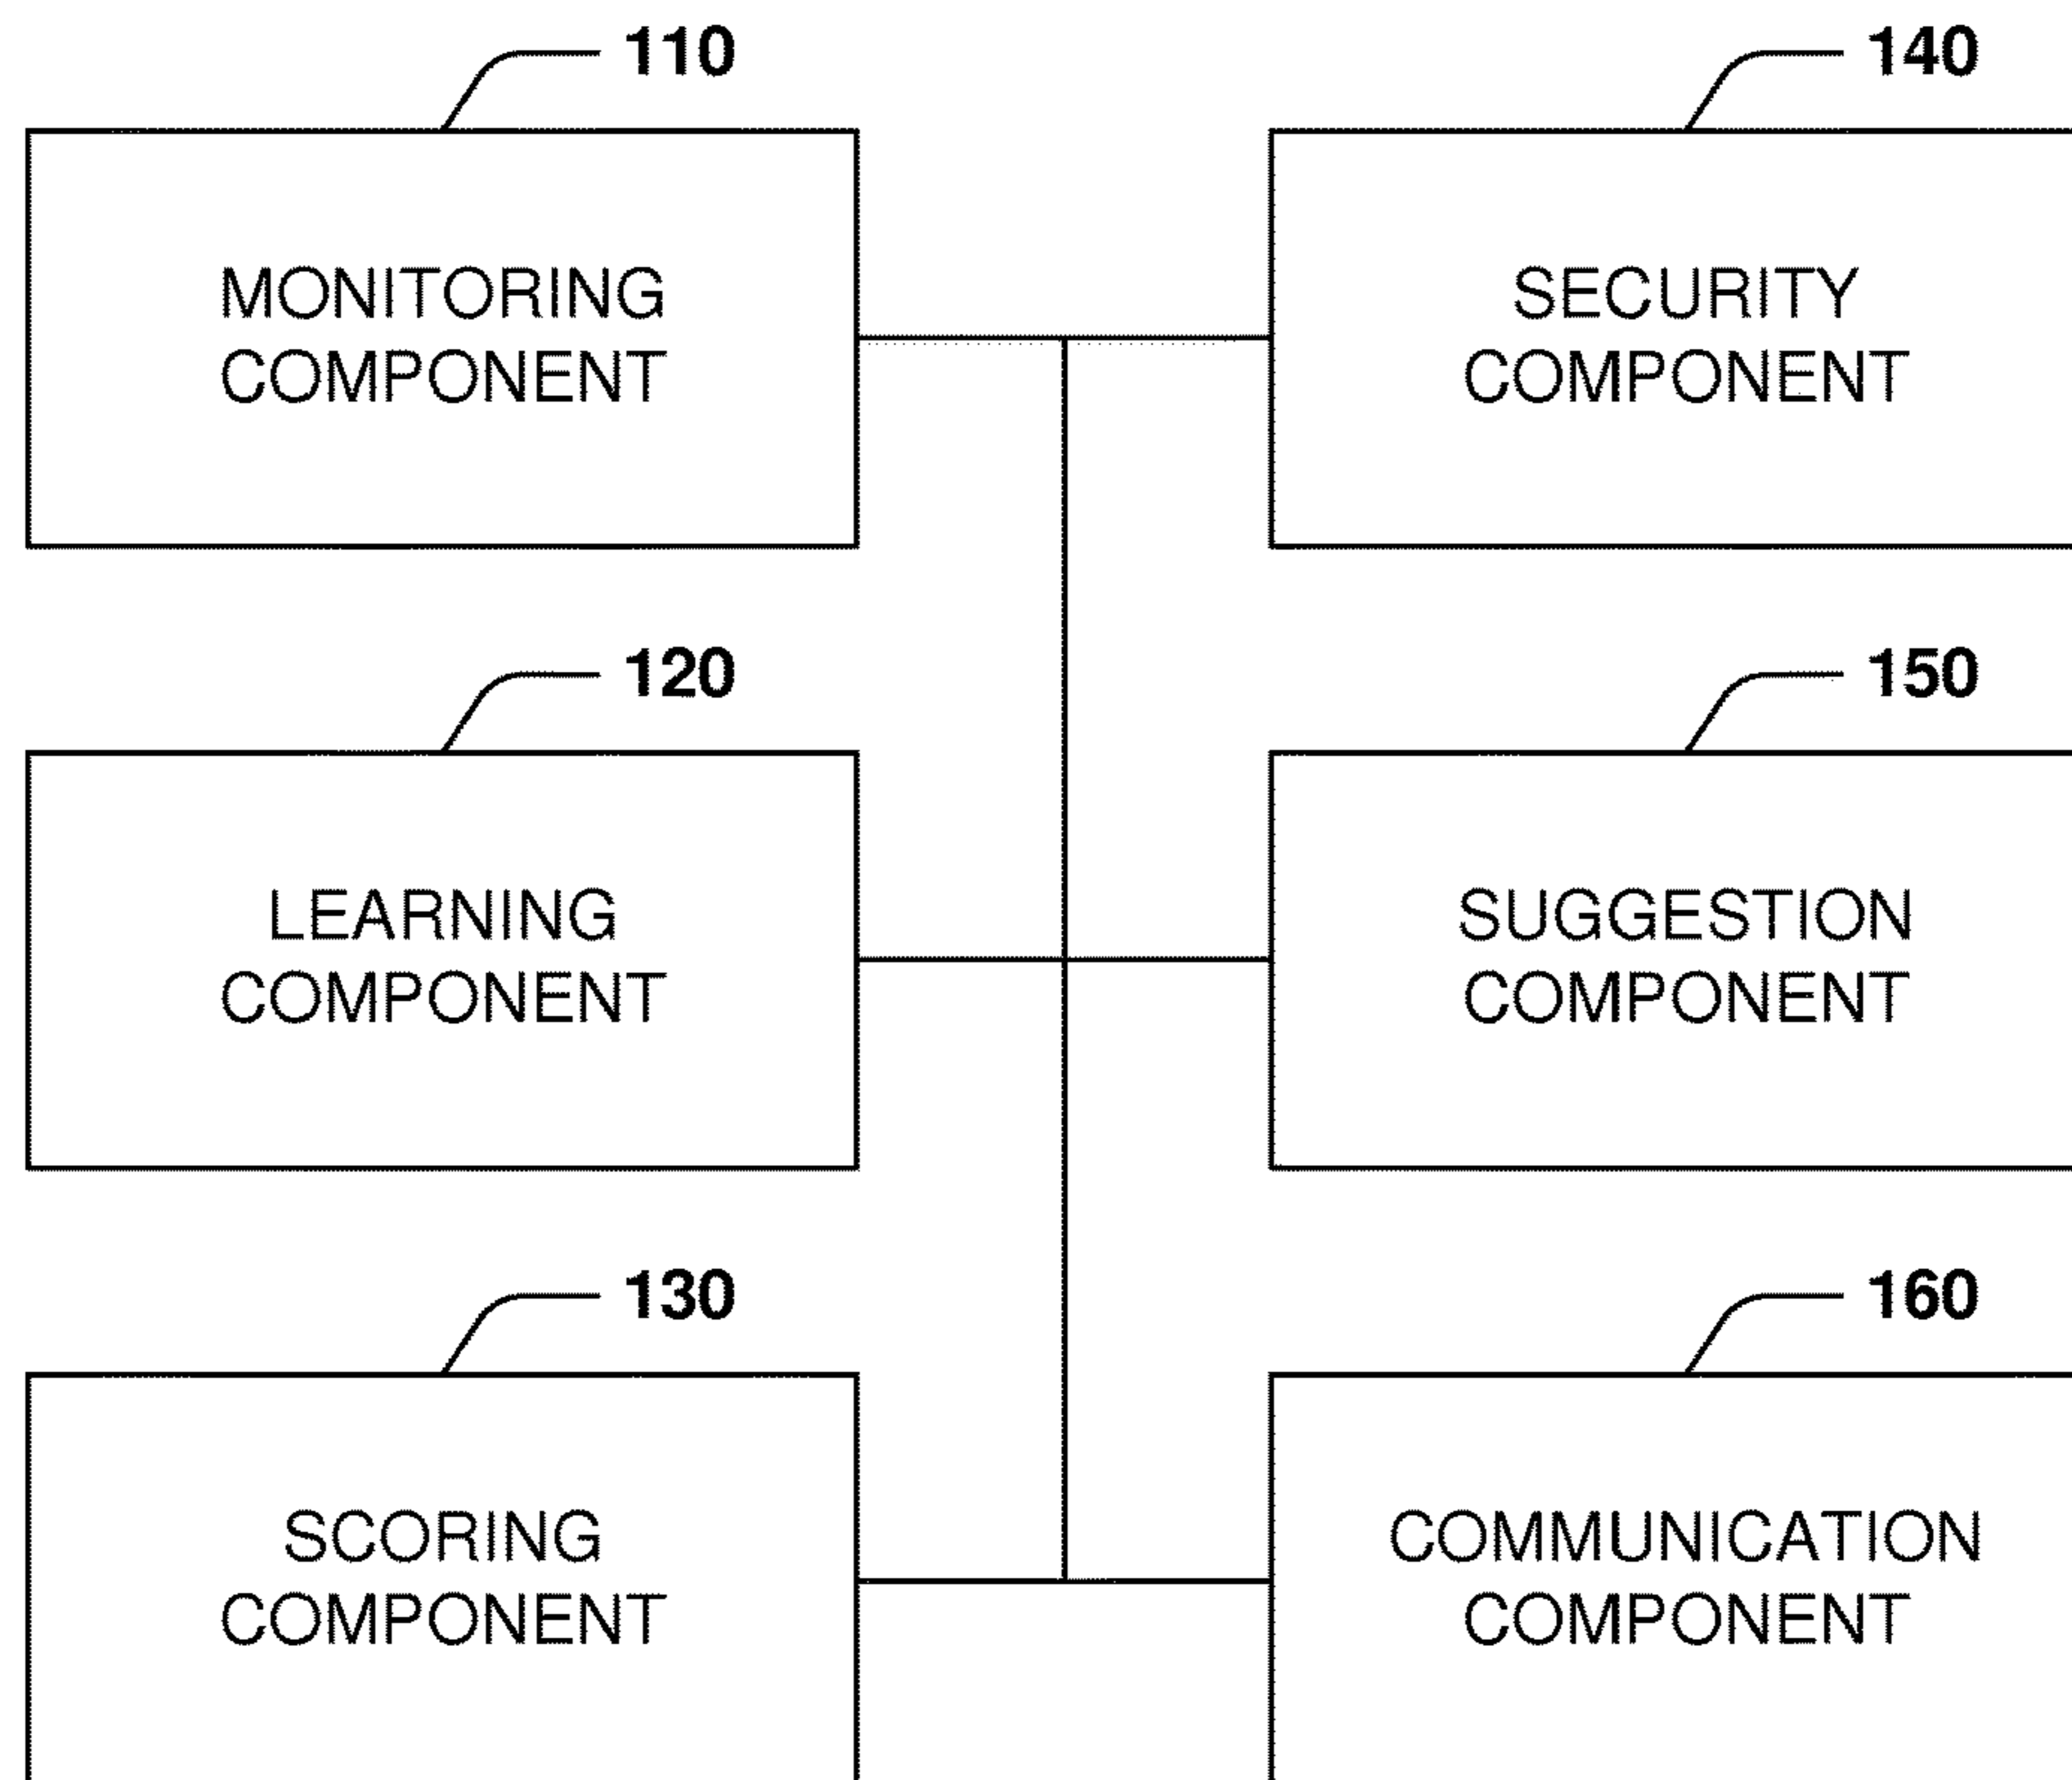 110
MONITORING
COMPONENT
140
SECURITY
COMPONENT
120
LEARNING
COMPONENT
150
SUGGESTION
COMPONENT
130
SCORING
COMPONENT
160
COMMUNICATION
COMPONENT